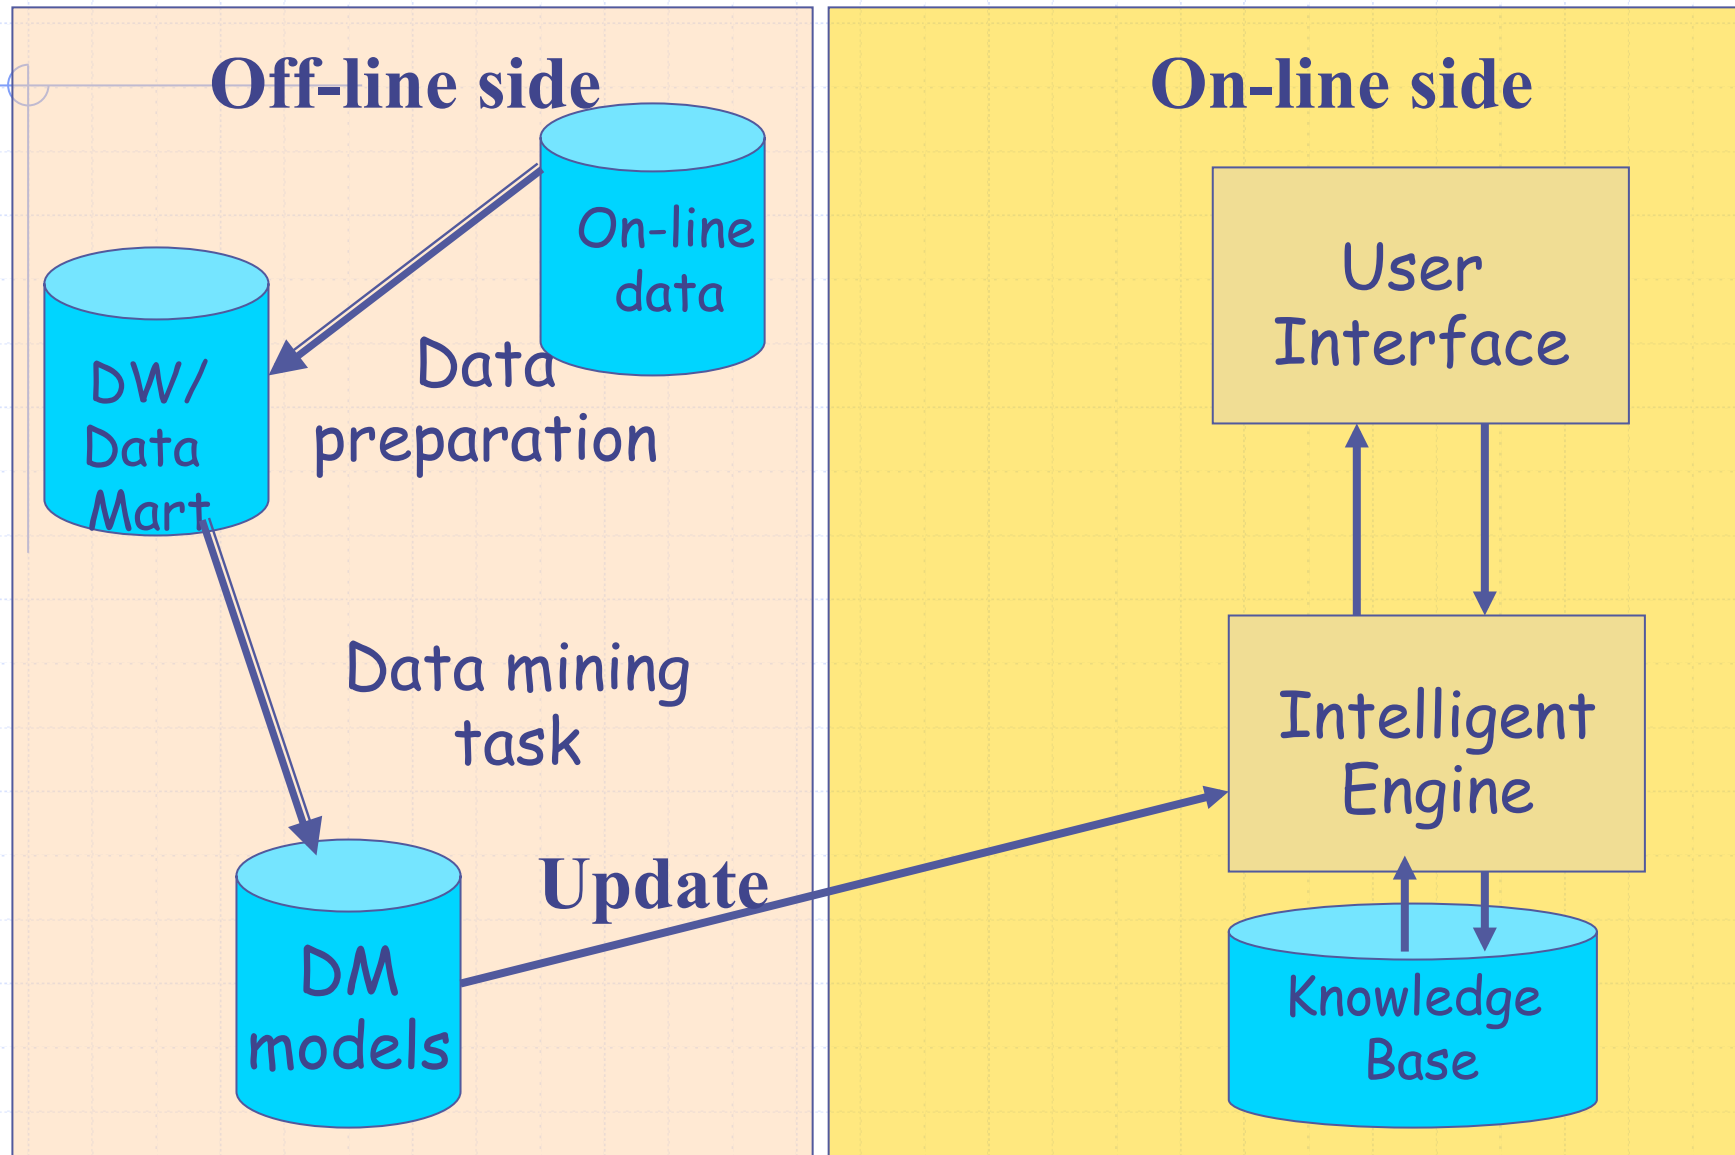 Off-line side
On-line
data
DW/
Data
Mart
Data
preparation
Data mining
task
Update
DM
models
On-line side
User
Interface
Intelligent
Engine
Knowledge
Base